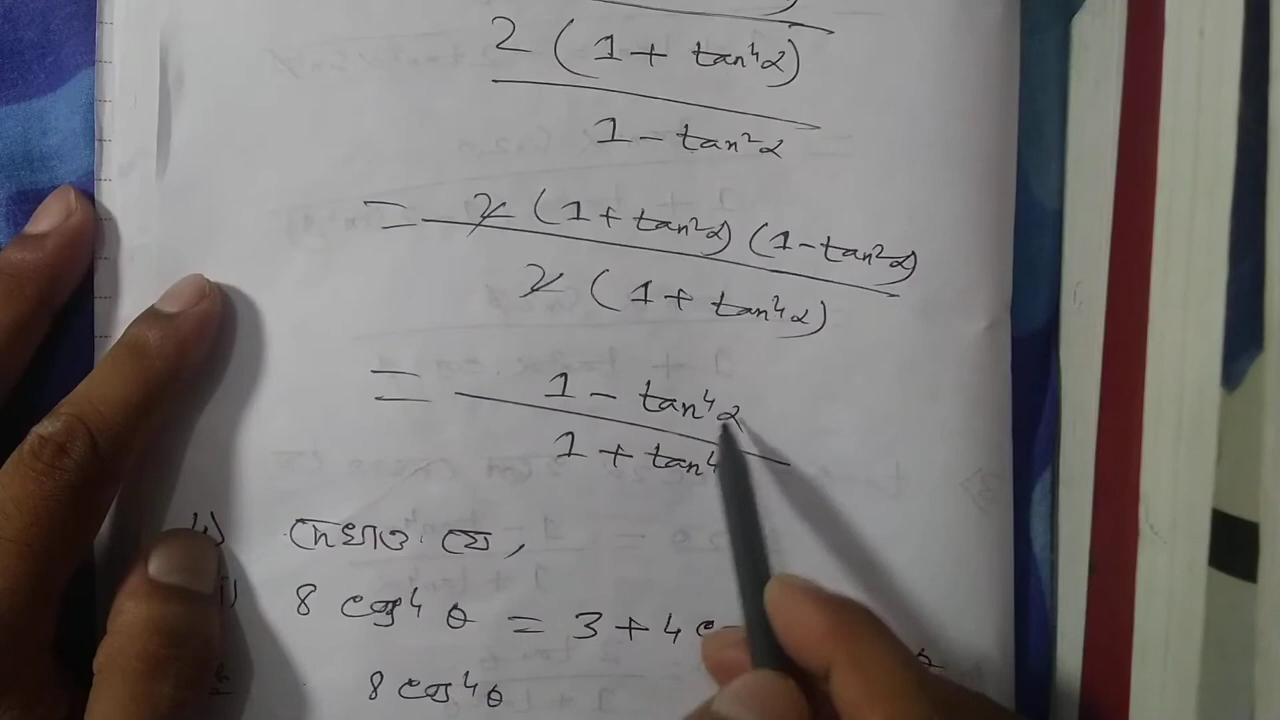 2 (1 + tan⁴α)
1 - tan²α
= 2 (1 + tan²α) (1 - tan²α)
2 (1 + tan⁴α)
= 1 - tan⁴α
1 + tan⁴
দেখাও যে,
i) 8 cos⁴ θ = 3 + 4 c
8 cos⁴θ